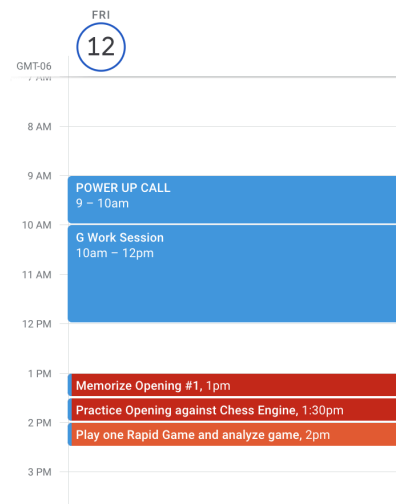 FRI
12
GMT-06
7 AM
8 AM
9 AM
POWER UP CALL
9 – 10am
10 AM
G Work Session
10am – 12pm
11 AM
12 PM
1 PM
Memorize Opening #1, 1pm
Practice Opening against Chess Engine, 1:30pm
2 PM
Play one Rapid Game and analyze game, 2pm
3 PM